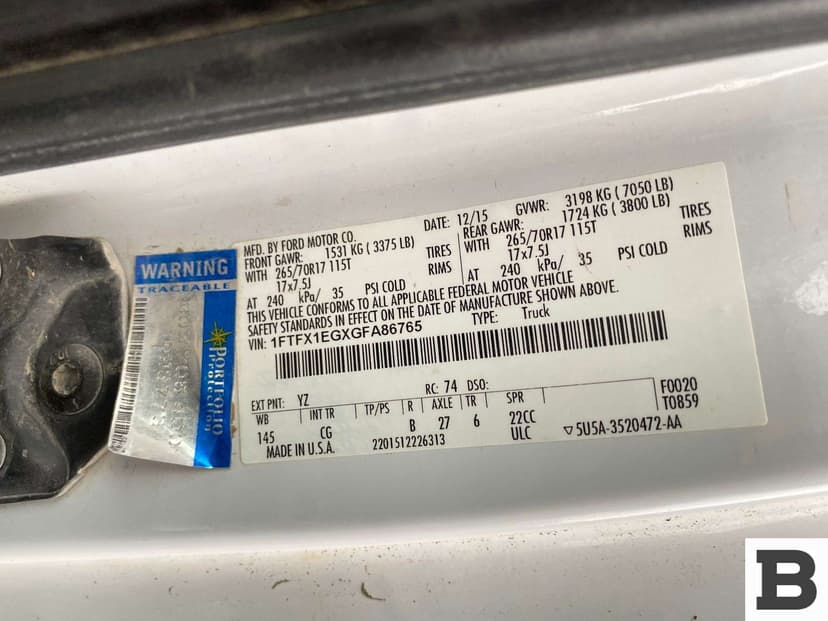 WARNING
TRACEABLE
PORTFOLIO
Protection
MFD. BY FORD MOTOR CO.
DATE: 12/15
GVWR: 3198 KG ( 7050 LB)
FRONT GAWR: 1531 KG ( 3375 LB)
REAR GAWR: 1724 KG ( 3800 LB)
WITH 265/70R17 115T TIRES
WITH 265/70R17 115T TIRES
17x7.5J RIMS
17x7.5J RIMS
AT 240 kPa/ 35 PSI COLD
AT 240 kPa/ 35 PSI COLD
THIS VEHICLE CONFORMS TO ALL APPLICABLE FEDERAL MOTOR VEHICLE
SAFETY STANDARDS IN EFFECT ON THE DATE OF MANUFACTURE SHOWN ABOVE.
VIN: 1FTFX1EGXGFA86765
TYPE: Truck
EXT PNT: YZ RC: 74 DSO: F0020
WB INT TR TP/PS R AXLE TR SPR T0859
145 CG B 27 6 22CC
ULC
MADE IN U.S.A. 2201512226313 ▽5U5A-3520472-AA
B